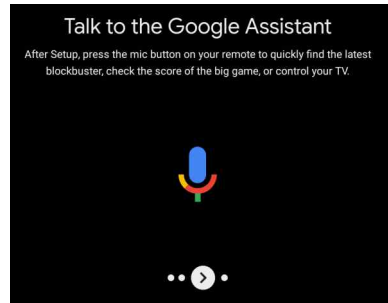 Talk to the Google Assistant
After Setup, press the mic button on your remote to quickly find the latest
blockbuster, check the score of the big game, or control your TV.